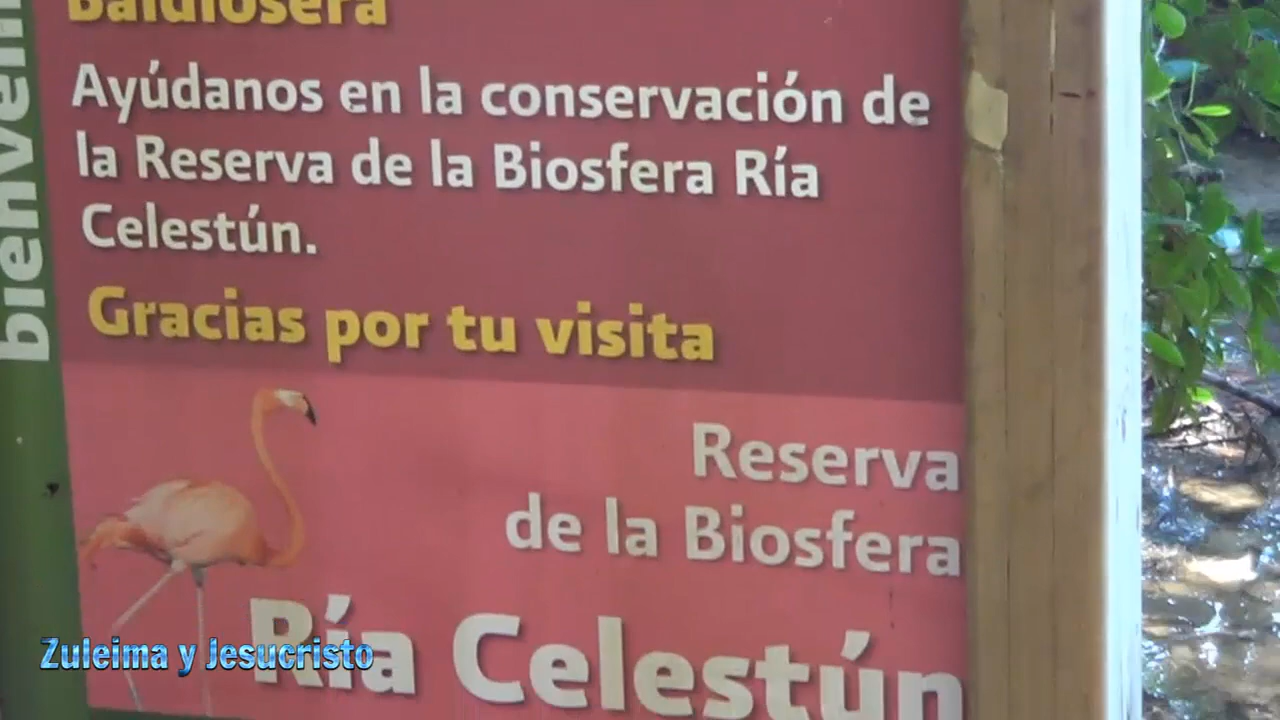 Baldiosera
Ayúdanos en la conservación de
la Reserva de la Biosfera Ría
Celestún.
Gracias por tu visita
Reserva
de la Biosfera
Ría Celestún
Zuleima y Jesucristo